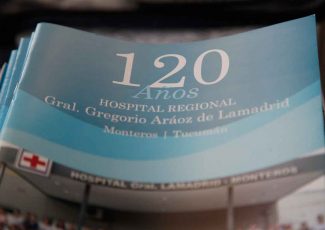 120
Años
HOSPITAL REGIONAL
Gral. Gregorio Aráoz de Lamadrid
Monteros | Tucumán
HOSPITAL Gral. LAMADRID - MONTEROS